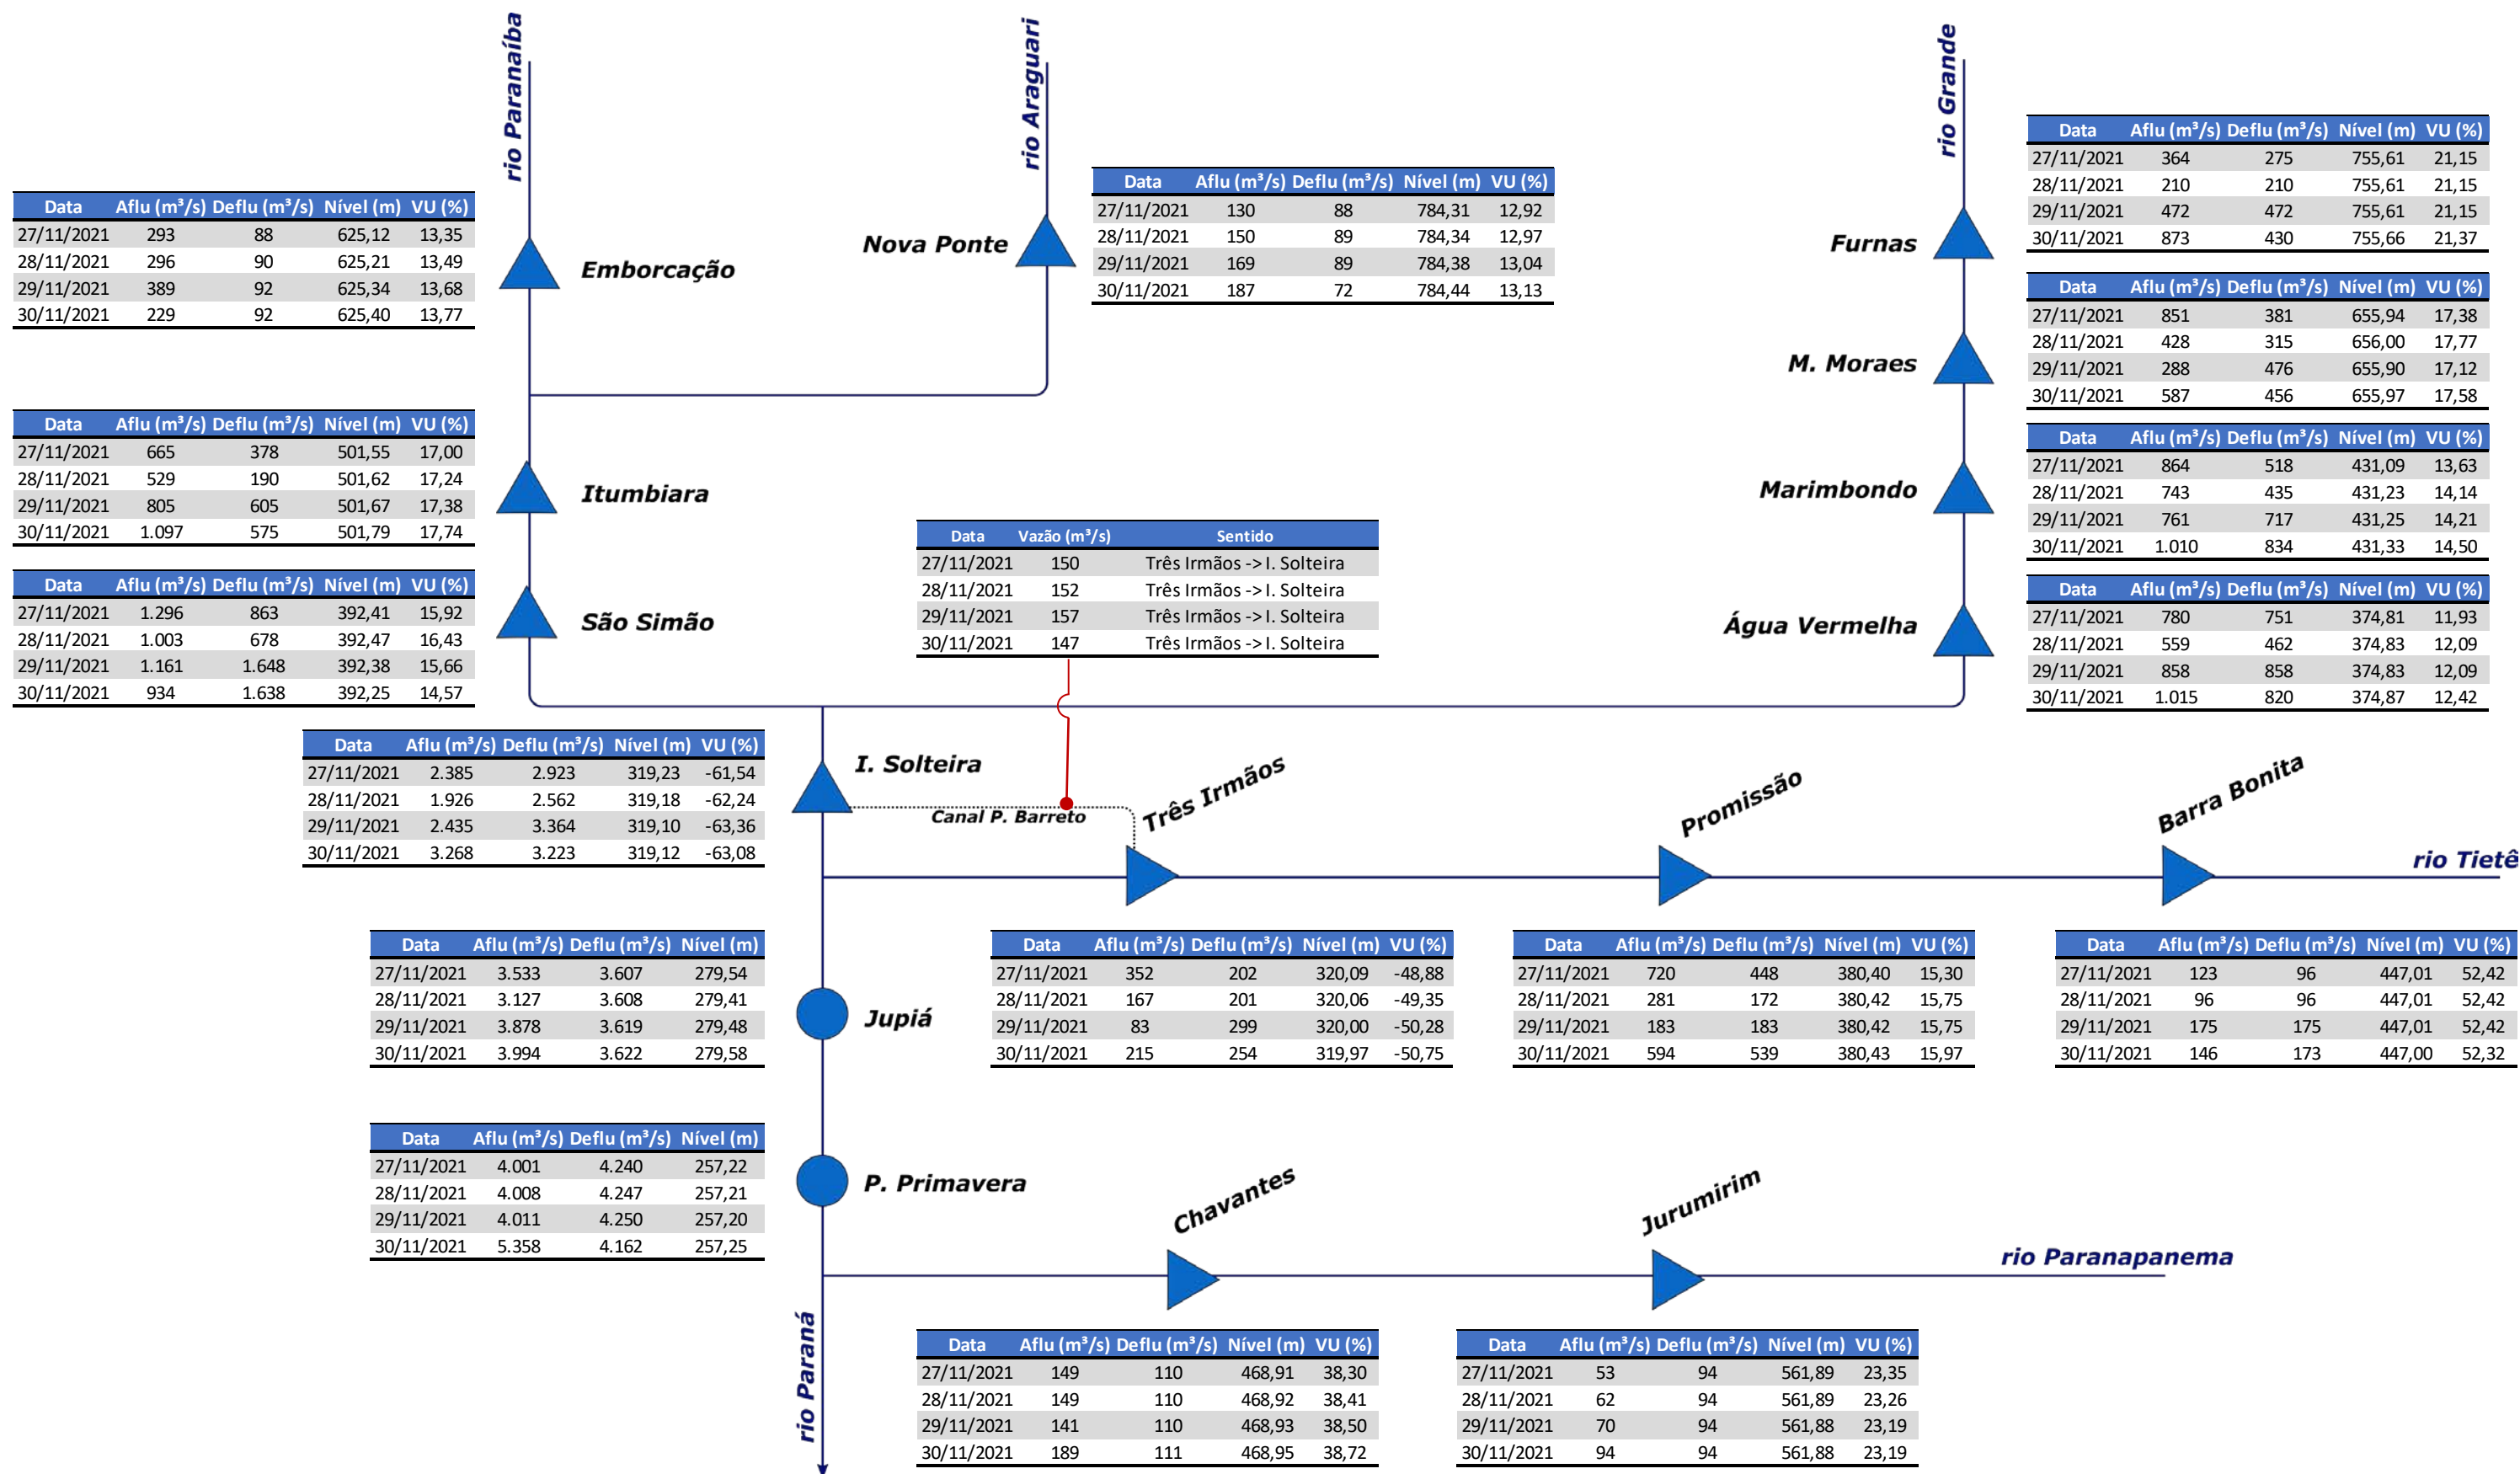 rio Paranaíba
rio Araguari
rio Grande
Data Aflu (m³/s) Deflu (m³/s) Nível (m) VU (%)
27/11/2021 364 275 755,61 21,15
28/11/2021 210 210 755,61 21,15
29/11/2021 472 472 755,61 21,15
30/11/2021 873 430 755,66 21,37
Furnas
Data Aflu (m³/s) Deflu (m³/s) Nível (m) VU (%)
27/11/2021 130 88 784,31 12,92
28/11/2021 150 89 784,34 12,97
29/11/2021 169 89 784,38 13,04
30/11/2021 187 72 784,44 13,13
Nova Ponte
Data Aflu (m³/s) Deflu (m³/s) Nível (m) VU (%)
27/11/2021 293 88 625,12 13,35
28/11/2021 296 90 625,21 13,49
29/11/2021 389 92 625,34 13,68
30/11/2021 229 92 625,40 13,77
Emborcação
Data Aflu (m³/s) Deflu (m³/s) Nível (m) VU (%)
27/11/2021 851 381 655,94 17,38
28/11/2021 428 315 656,00 17,77
29/11/2021 288 476 655,90 17,12
30/11/2021 587 456 655,97 17,58
M. Moraes
Data Aflu (m³/s) Deflu (m³/s) Nível (m) VU (%)
27/11/2021 665 378 501,55 17,00
28/11/2021 529 190 501,62 17,24
29/11/2021 805 605 501,67 17,38
30/11/2021 1.097 575 501,79 17,74
Itumbiara
Data Aflu (m³/s) Deflu (m³/s) Nível (m) VU (%)
27/11/2021 864 518 431,09 13,63
28/11/2021 743 435 431,23 14,14
29/11/2021 761 717 431,25 14,21
30/11/2021 1.010 834 431,33 14,50
Marimbondo
Data Vazão (m³/s) Sentido
27/11/2021 150 Três Irmãos -> I. Solteira
28/11/2021 152 Três Irmãos -> I. Solteira
29/11/2021 157 Três Irmãos -> I. Solteira
30/11/2021 147 Três Irmãos -> I. Solteira
Data Aflu (m³/s) Deflu (m³/s) Nível (m) VU (%)
27/11/2021 1.296 863 392,41 15,92
28/11/2021 1.003 678 392,47 16,43
29/11/2021 1.161 1.648 392,38 15,66
30/11/2021 934 1.638 392,25 14,57
São Simão
Data Aflu (m³/s) Deflu (m³/s) Nível (m) VU (%)
27/11/2021 780 751 374,81 11,93
28/11/2021 559 462 374,83 12,09
29/11/2021 858 858 374,83 12,09
30/11/2021 1.015 820 374,87 12,42
Água Vermelha
Data Aflu (m³/s) Deflu (m³/s) Nível (m) VU (%)
27/11/2021 2.385 2.923 319,23 -61,54
28/11/2021 1.926 2.562 319,18 -62,24
29/11/2021 2.435 3.364 319,10 -63,36
30/11/2021 3.268 3.223 319,12 -63,08
I. Solteira
Canal P. Barreto
Três Irmãos
Promissão
Barra Bonita
rio Tietê
Data Aflu (m³/s) Deflu (m³/s) Nível (m)
27/11/2021 3.533 3.607 279,54
28/11/2021 3.127 3.608 279,41
29/11/2021 3.878 3.619 279,48
30/11/2021 3.994 3.622 279,58
Jupiá
Data Aflu (m³/s) Deflu (m³/s) Nível (m) VU (%)
27/11/2021 352 202 320,09 -48,88
28/11/2021 167 201 320,06 -49,35
29/11/2021 83 299 320,00 -50,28
30/11/2021 215 254 319,97 -50,75
Data Aflu (m³/s) Deflu (m³/s) Nível (m) VU (%)
27/11/2021 720 448 380,40 15,30
28/11/2021 281 172 380,42 15,75
29/11/2021 183 183 380,42 15,75
30/11/2021 594 539 380,43 15,97
Data Aflu (m³/s) Deflu (m³/s) Nível (m) VU (%)
27/11/2021 123 96 447,01 52,42
28/11/2021 96 96 447,01 52,42
29/11/2021 175 175 447,01 52,42
30/11/2021 146 173 447,00 52,32
Data Aflu (m³/s) Deflu (m³/s) Nível (m)
27/11/2021 4.001 4.240 257,22
28/11/2021 4.008 4.247 257,21
29/11/2021 4.011 4.250 257,20
30/11/2021 5.358 4.162 257,25
P. Primavera
Chavantes
Jurumirim
rio Paranapanema
rio Paraná
Data Aflu (m³/s) Deflu (m³/s) Nível (m) VU (%)
27/11/2021 149 110 468,91 38,30
28/11/2021 149 110 468,92 38,41
29/11/2021 141 110 468,93 38,50
30/11/2021 189 111 468,95 38,72
Data Aflu (m³/s) Deflu (m³/s) Nível (m) VU (%)
27/11/2021 53 94 561,89 23,35
28/11/2021 62 94 561,89 23,26
29/11/2021 70 94 561,88 23,19
30/11/2021 94 94 561,88 23,19